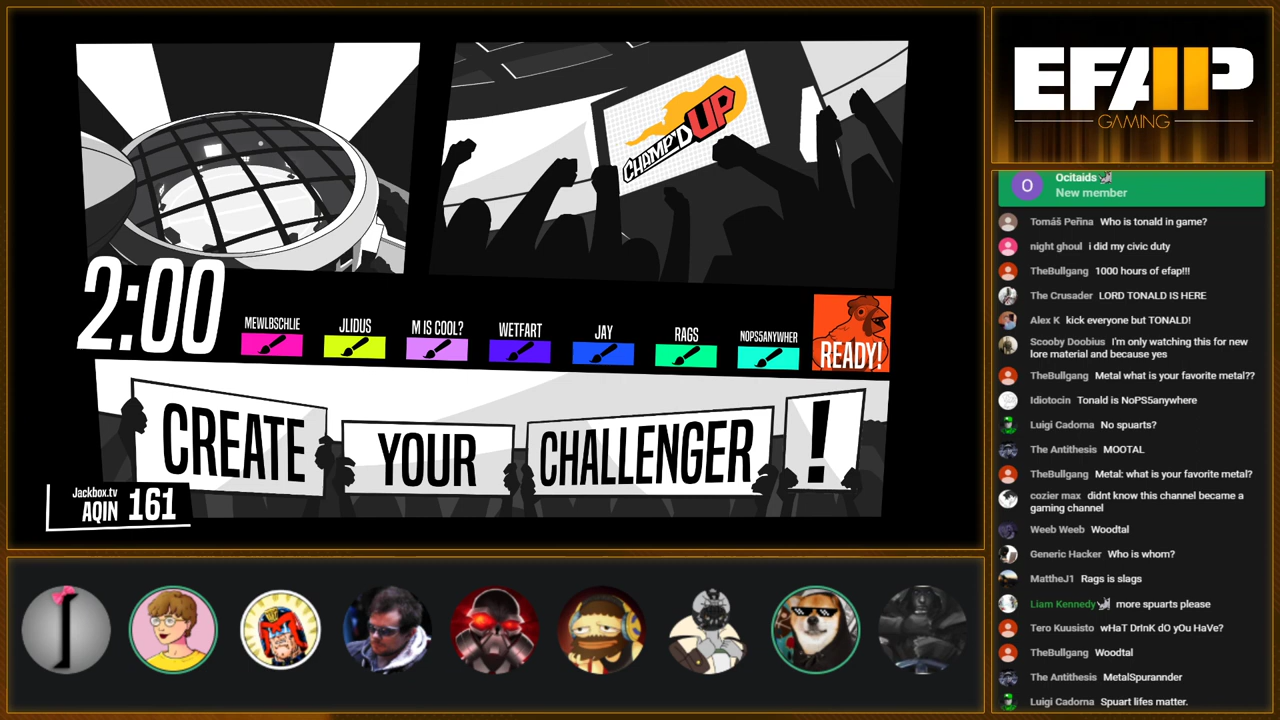 CHAMP'D UP
2:00
MEWLBSCHLIE
JLIDUS
M IS COOL?
WETFART
JAY
RAGS
NOPS5ANYWHER
READY!
CREATE
YOUR
CHALLENGER
!
Jackbox.tv
AQIN 161
EFAP
GAMING
O
Ocitaids
New member
Tomáš Peřina Who is tonald in game?
night ghoul i did my civic duty
TheBullgang 1000 hours of efap!!!
The Crusader LORD TONALD IS HERE
Alex K kick everyone but TONALD!
Scooby Doobius I'm only watching this for new
lore material and because yes
TheBullgang Metal what is your favorite metal??
Idiotocin Tonald is NoPS5anywhere
Luigi Cadorna No spuarts?
The Antithesis MOOTAL
TheBullgang Metal: what is your favorite metal?
cozier max didnt know this channel became a
gaming channel
Weeb Weeb Woodtal
Generic Hacker Who is whom?
MattheJ1 Rags is slags
Liam Kennedy more spuarts please
Tero Kuusisto wHaT DrInK dO yOu HaVe?
TheBullgang Woodtal
The Antithesis MetalSpurannder
Luigi Cadorna Spuart lifes matter.